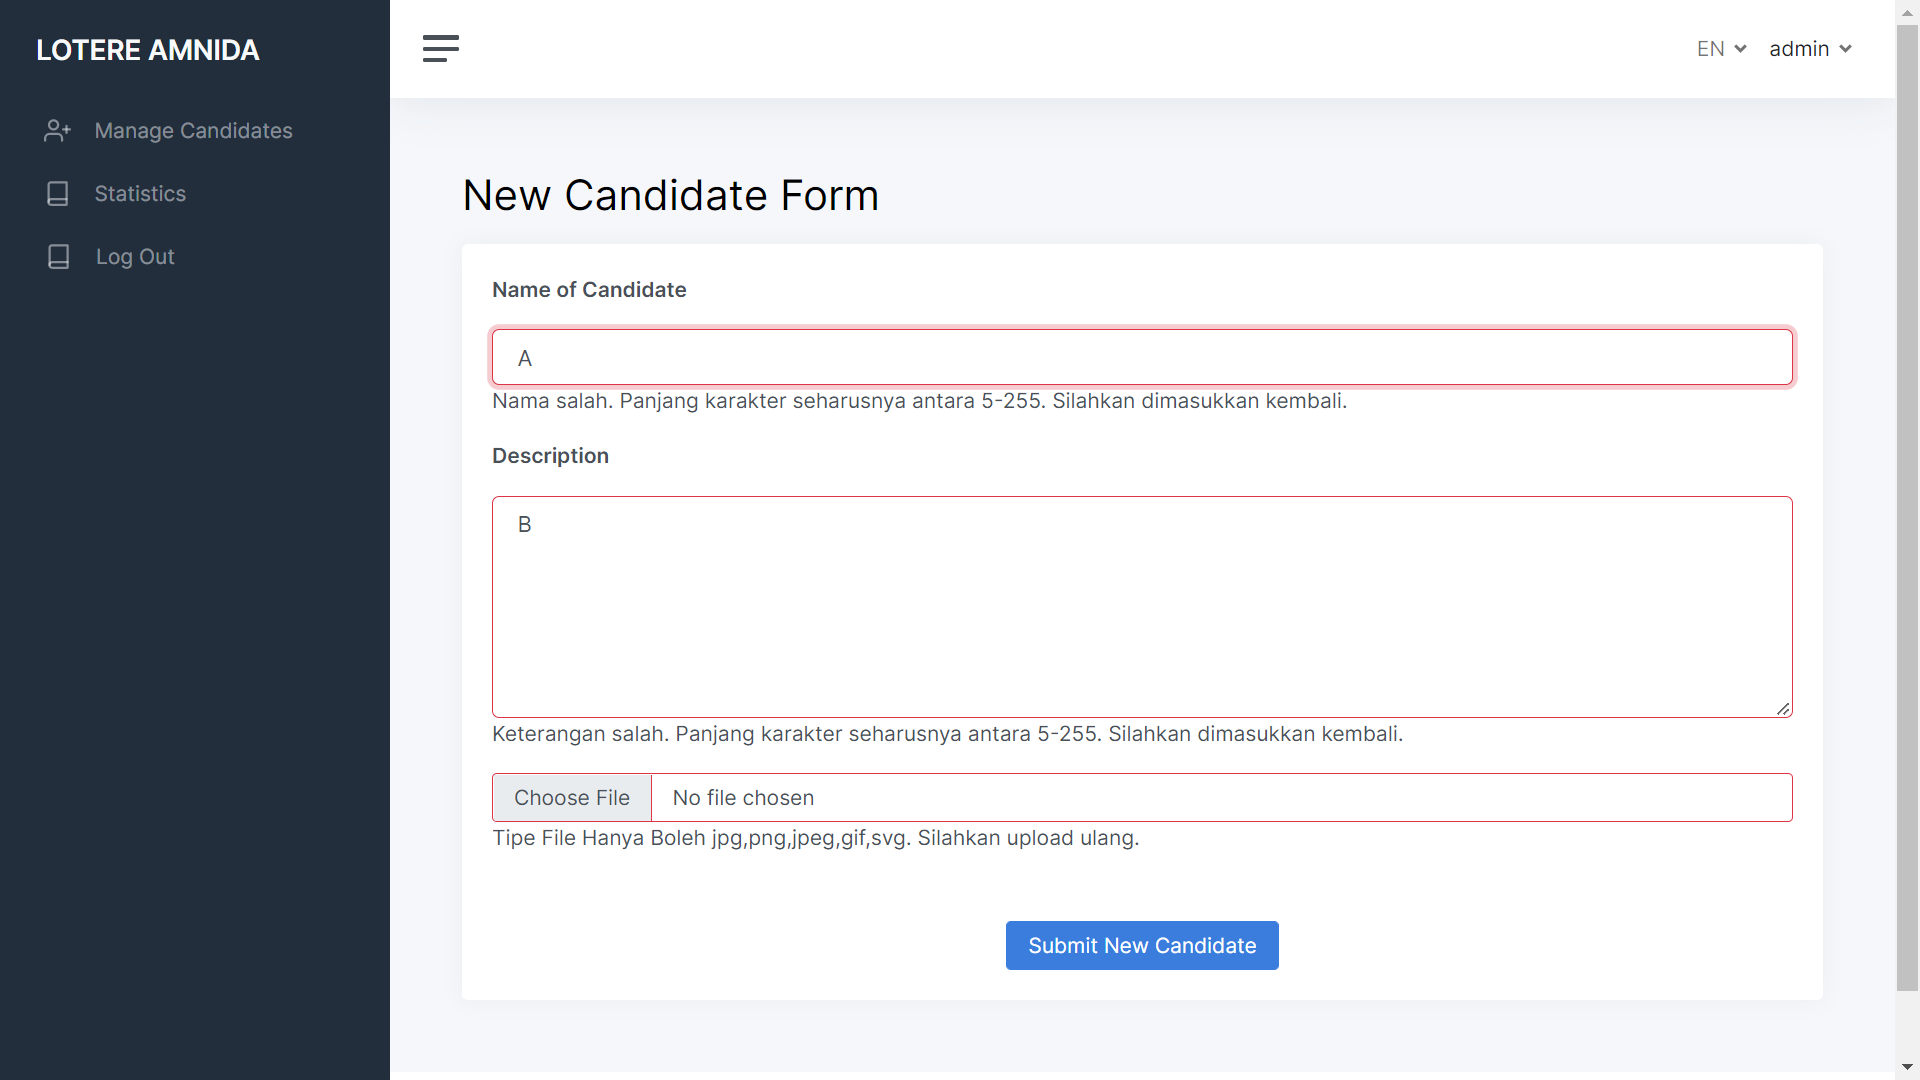 LOTERE AMNIDA
EN admin
Manage Candidates
Statistics
Log Out
New Candidate Form
Name of Candidate
A
Nama salah. Panjang karakter seharusnya antara 5-255. Silahkan dimasukkan kembali.
Description
B
Keterangan salah. Panjang karakter seharusnya antara 5-255. Silahkan dimasukkan kembali.
Choose File No file chosen
Tipe File Hanya Boleh jpg,png,jpeg,gif,svg. Silahkan upload ulang.
Submit New Candidate